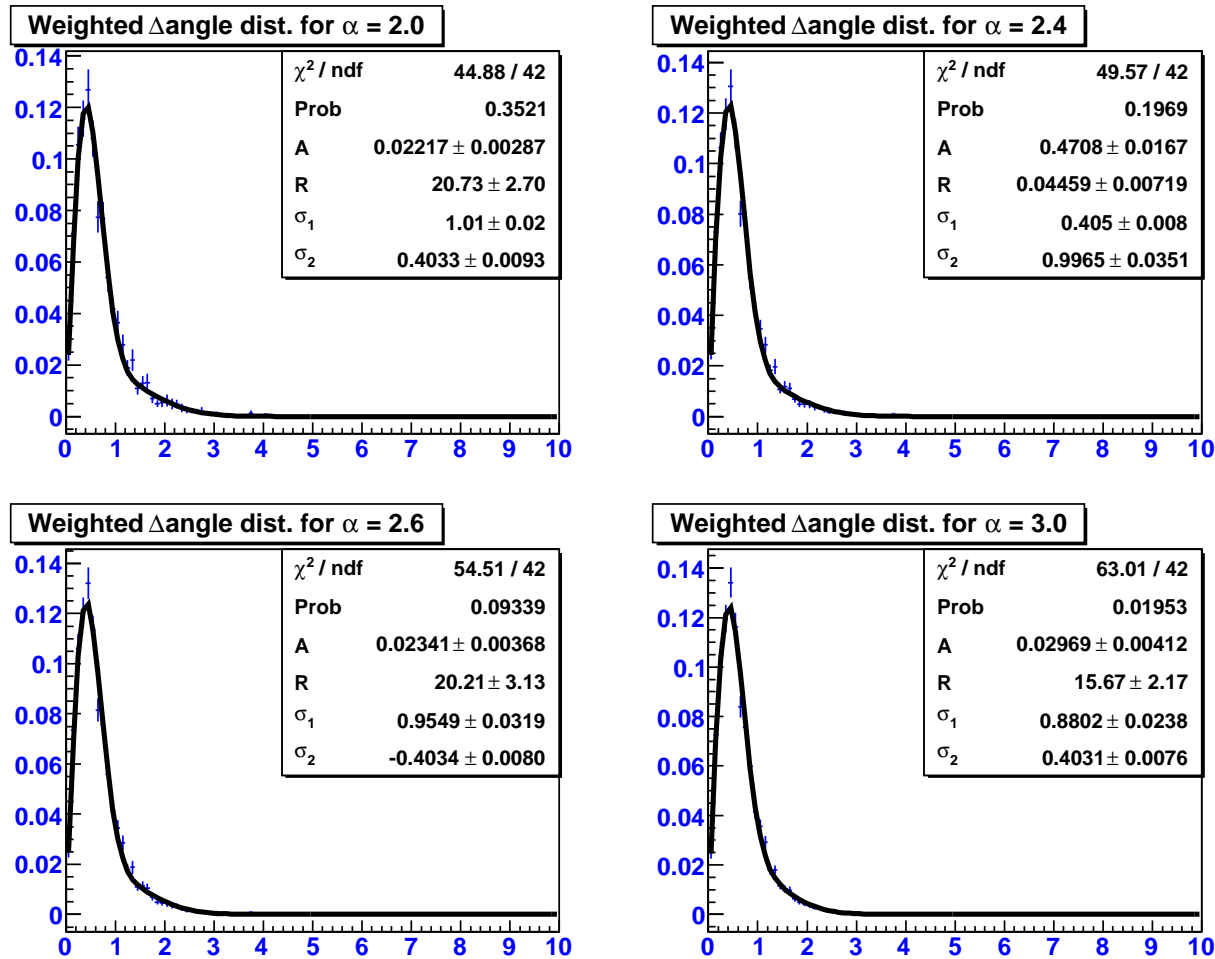 Weighted Δangle dist. for α = 2.0
χ² / ndf 44.88 / 42
Prob 0.3521
A 0.02217 ± 0.00287
R 20.73 ± 2.70
σ₁ 1.01 ± 0.02
σ₂ 0.4033 ± 0.0093
0.14
0.12
0.1
0.08
0.06
0.04
0.02
0
0 1 2 3 4 5 6 7 8 9 10
Weighted Δangle dist. for α = 2.4
χ² / ndf 49.57 / 42
Prob 0.1969
A 0.4708 ± 0.0167
R 0.04459 ± 0.00719
σ₁ 0.405 ± 0.008
σ₂ 0.9965 ± 0.0351
0.14
0.12
0.1
0.08
0.06
0.04
0.02
0
0 1 2 3 4 5 6 7 8 9 10
Weighted Δangle dist. for α = 2.6
χ² / ndf 54.51 / 42
Prob 0.09339
A 0.02341 ± 0.00368
R 20.21 ± 3.13
σ₁ 0.9549 ± 0.0319
σ₂ -0.4034 ± 0.0080
0.14
0.12
0.1
0.08
0.06
0.04
0.02
0
0 1 2 3 4 5 6 7 8 9 10
Weighted Δangle dist. for α = 3.0
χ² / ndf 63.01 / 42
Prob 0.01953
A 0.02969 ± 0.00412
R 15.67 ± 2.17
σ₁ 0.8802 ± 0.0238
σ₂ 0.4031 ± 0.0076
0.14
0.12
0.1
0.08
0.06
0.04
0.02
0
0 1 2 3 4 5 6 7 8 9 10